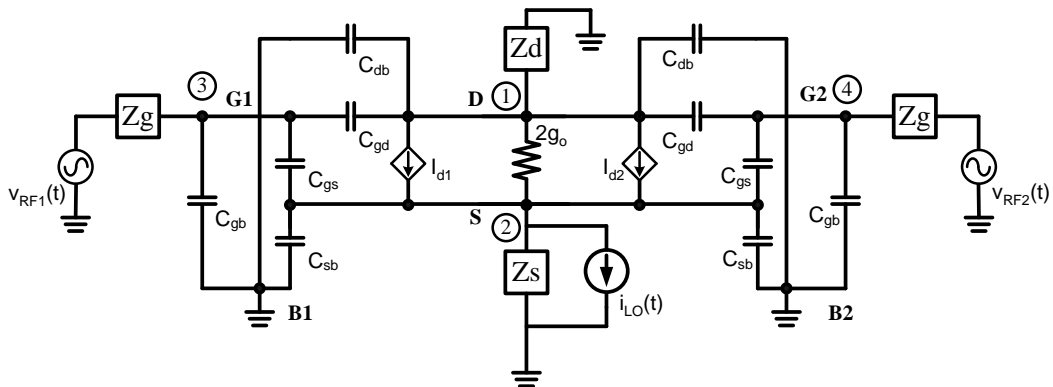 Zd
C_db
C_db
3
G1
D
1
G2
4
Zg
2g_o
Zg
C_gd
I_d1
I_d2
C_gd
C_gs
C_gs
v_RF1(t)
v_RF2(t)
C_gb
S
2
C_gb
C_sb
Zs
C_sb
i_LO(t)
B1
B2